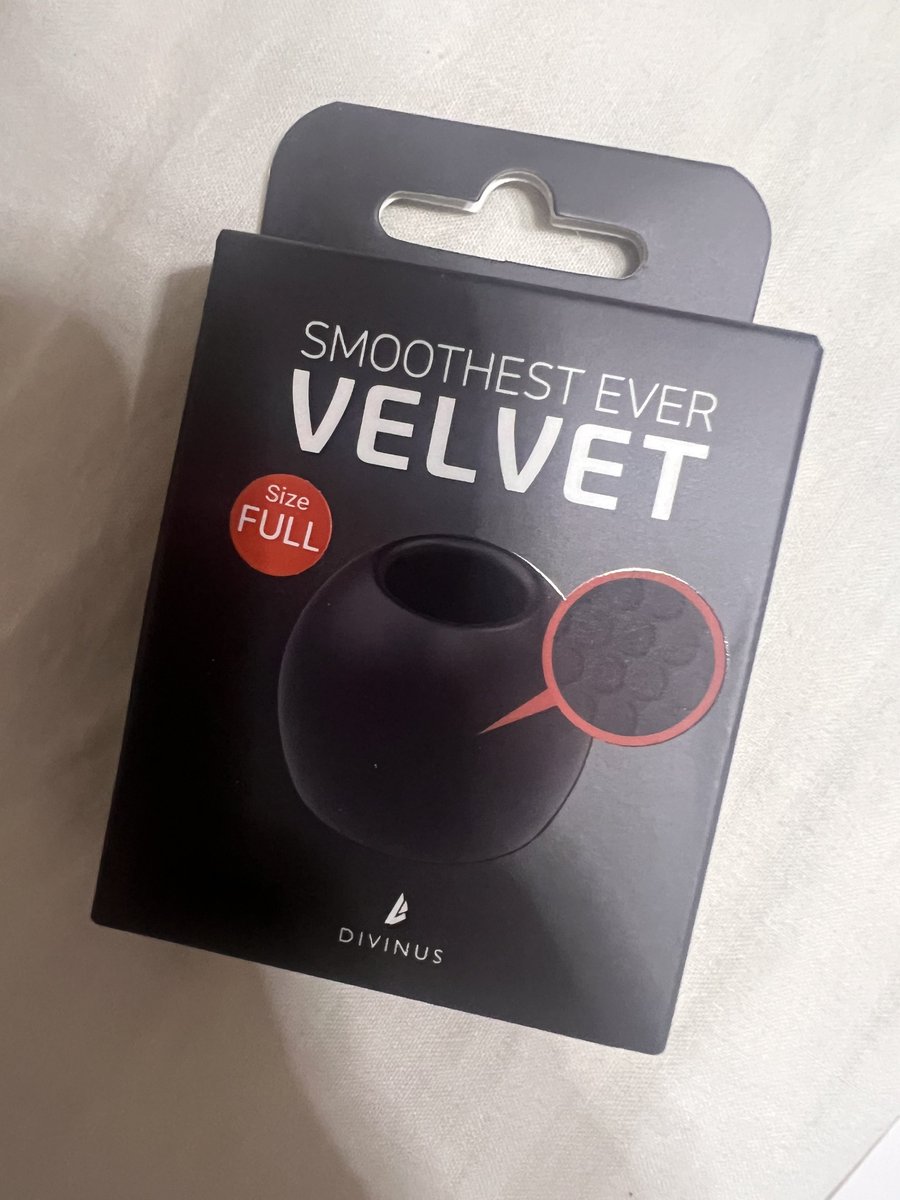 SMOOTHEST EVER
VELVET
Size
FULL
DIVINUS